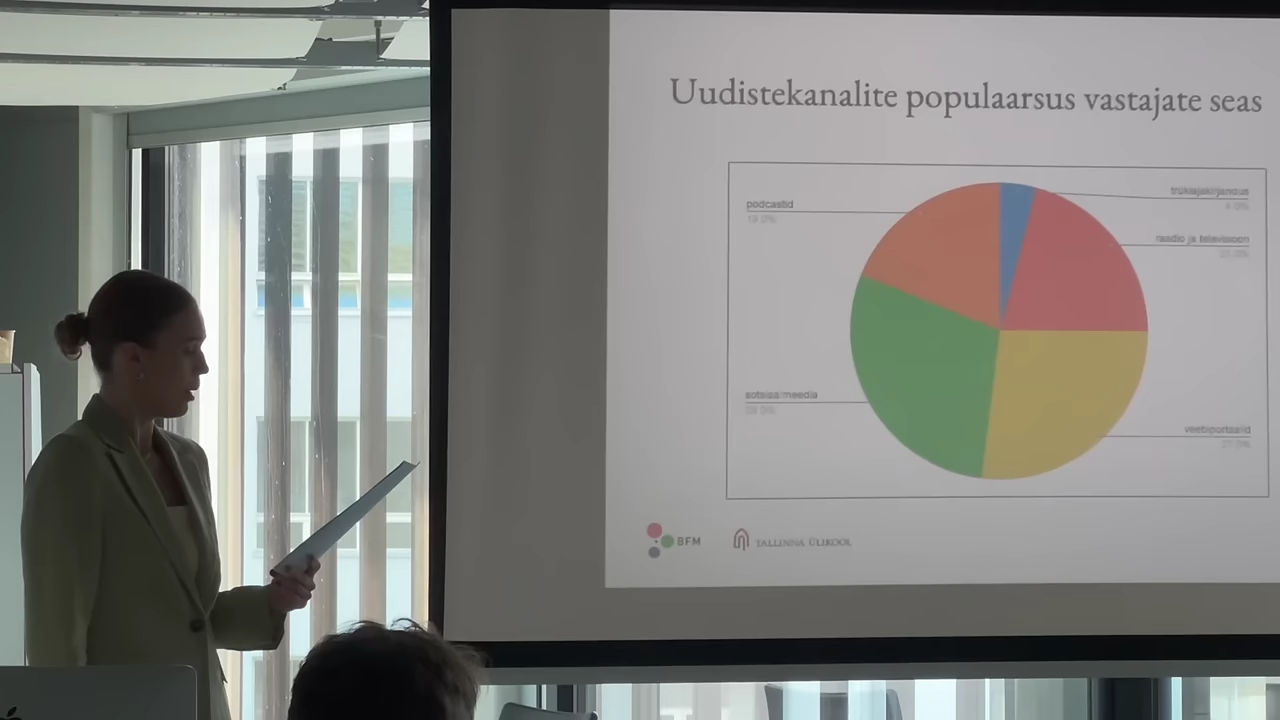 Uudistekanalite populaarsus vastajate seas
podcastid
trükiajakirjandus
raadio ja televisioon
sotsiaalmeedia
veebiportaalid
BFM
TALLINNA ÜLIKOOL